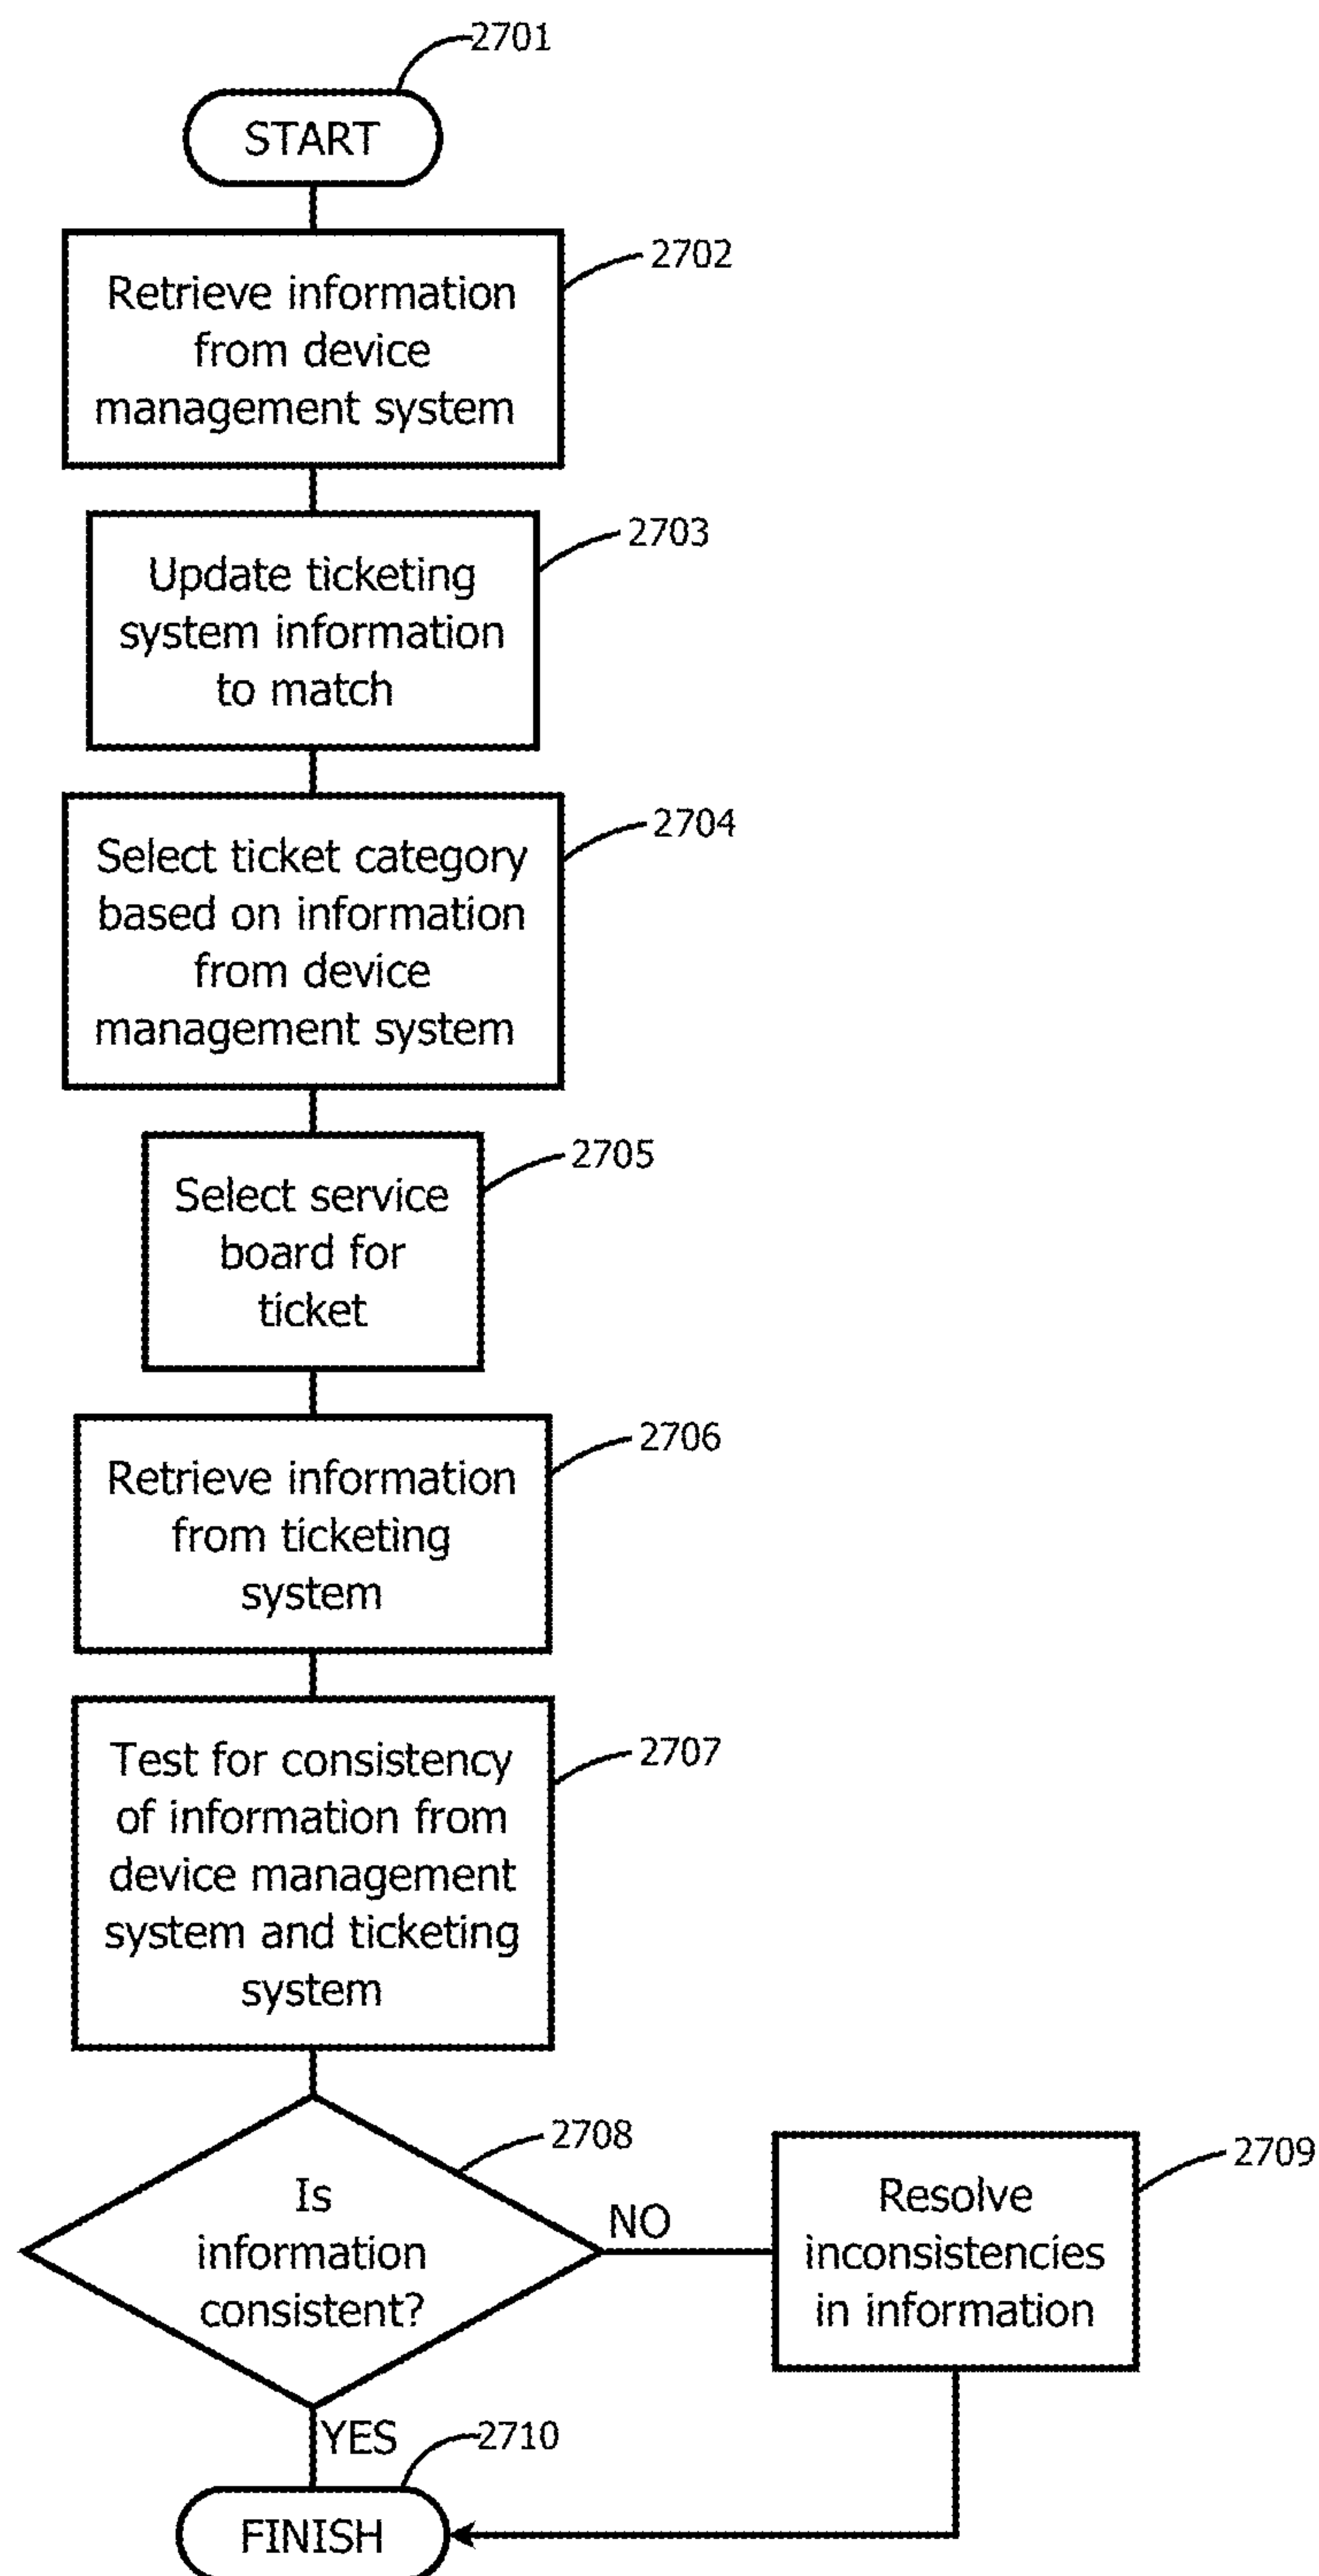 2701
START
2702
Retrieve information
from device
management system
2703
Update ticketing
system information
to match
2704
Select ticket category
based on information
from device
management system
2705
Select service
board for
ticket
2706
Retrieve information
from ticketing
system
2707
Test for consistency
of information from
device management
system and ticketing
system
2708
Is
information
consistent?
NO
2709
Resolve
inconsistencies
in information
YES
2710
FINISH